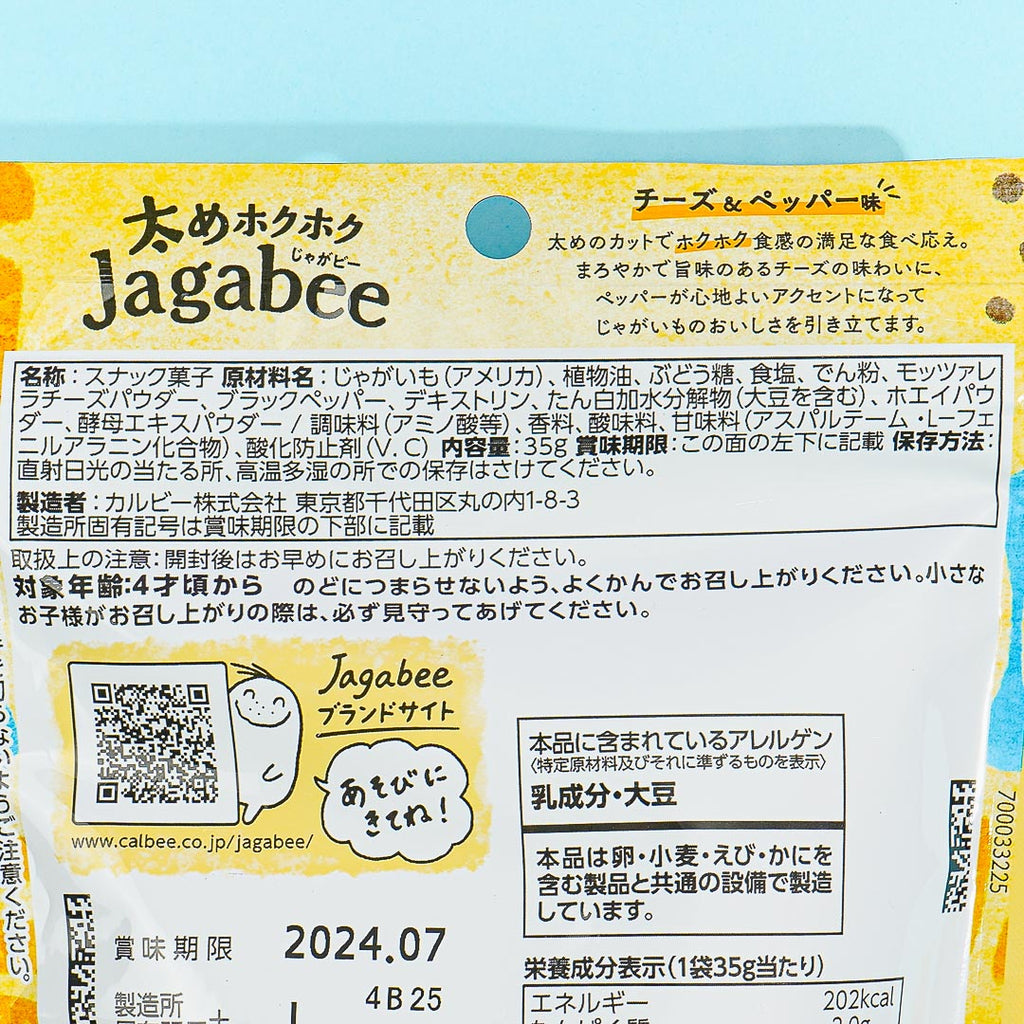 太めホクホク
じゃがビー
Jagabee
チーズ&ペッパー味
太めのカットでホクホク食感の満足な食べ応え。
まろやかで旨味のあるチーズの味わいに、
ペッパーが心地よいアクセントになって
じゃがいものおいしさを引き立てます。
名称：スナック菓子 原材料名：じゃがいも(アメリカ)、植物油、ぶどう糖、食塩、でん粉、モッツァレ
ラチーズパウダー、ブラックペッパー、デキストリン、たん白加水分解物(大豆を含む)、ホエイパウ
ダー、酵母エキスパウダー / 調味料(アミノ酸等)、香料、酸味料、甘味料(アスパルテーム・L-フェ
ニルアラニン化合物)、酸化防止剤(V.C) 内容量：35g 賞味期限：この面の左下に記載 保存方法：
直射日光の当たる所、高温多湿の所での保存はさけてください。
製造者：カルビー株式会社 東京都千代田区丸の内1-8-3
製造所固有記号は賞味期限の下部に記載
取扱上の注意：開封後はお早めにお召し上がりください。
対象年齢:4才頃から のどにつまらせないよう、よくかんでお召し上がりください。小さな
お子様がお召し上がりの際は、必ず見守ってあげてください。
Jagabee
ブランドサイト
あそびに
きてね!
www.calbee.co.jp/jagabee/
本品に含まれているアレルゲン
〈特定原材料及びそれに準ずるものを表示〉
乳成分・大豆
本品は卵・小麦・えび・かにを
含む製品と共通の設備で製造
しています。
700033225
賞味期限 2024.07
製造所 4B25
栄養成分表示(1袋35g当たり)
エネルギー 202kcal
ご注意ください。